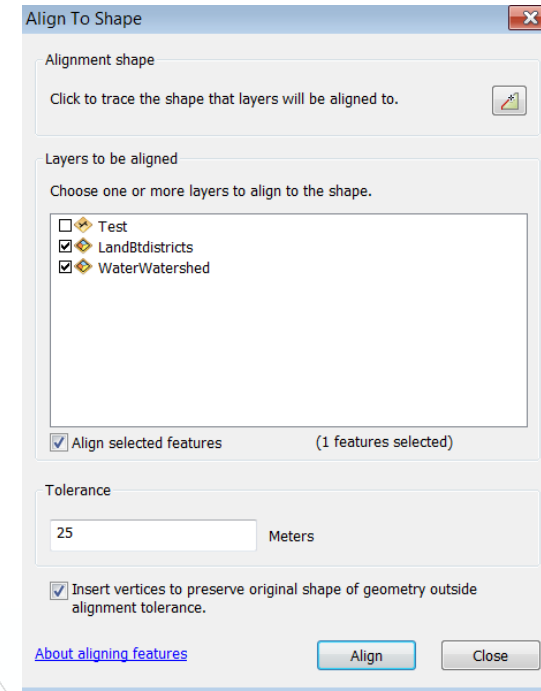 Align To Shape
Alignment shape
Click to trace the shape that layers will be aligned to.
Layers to be aligned
Choose one or more layers to align to the shape.
Test
LandBtdistricts
WaterWatershed
Align selected features (1 features selected)
Tolerance
25 Meters
Insert vertices to preserve original shape of geometry outside
alignment tolerance.
About aligning features Align Close